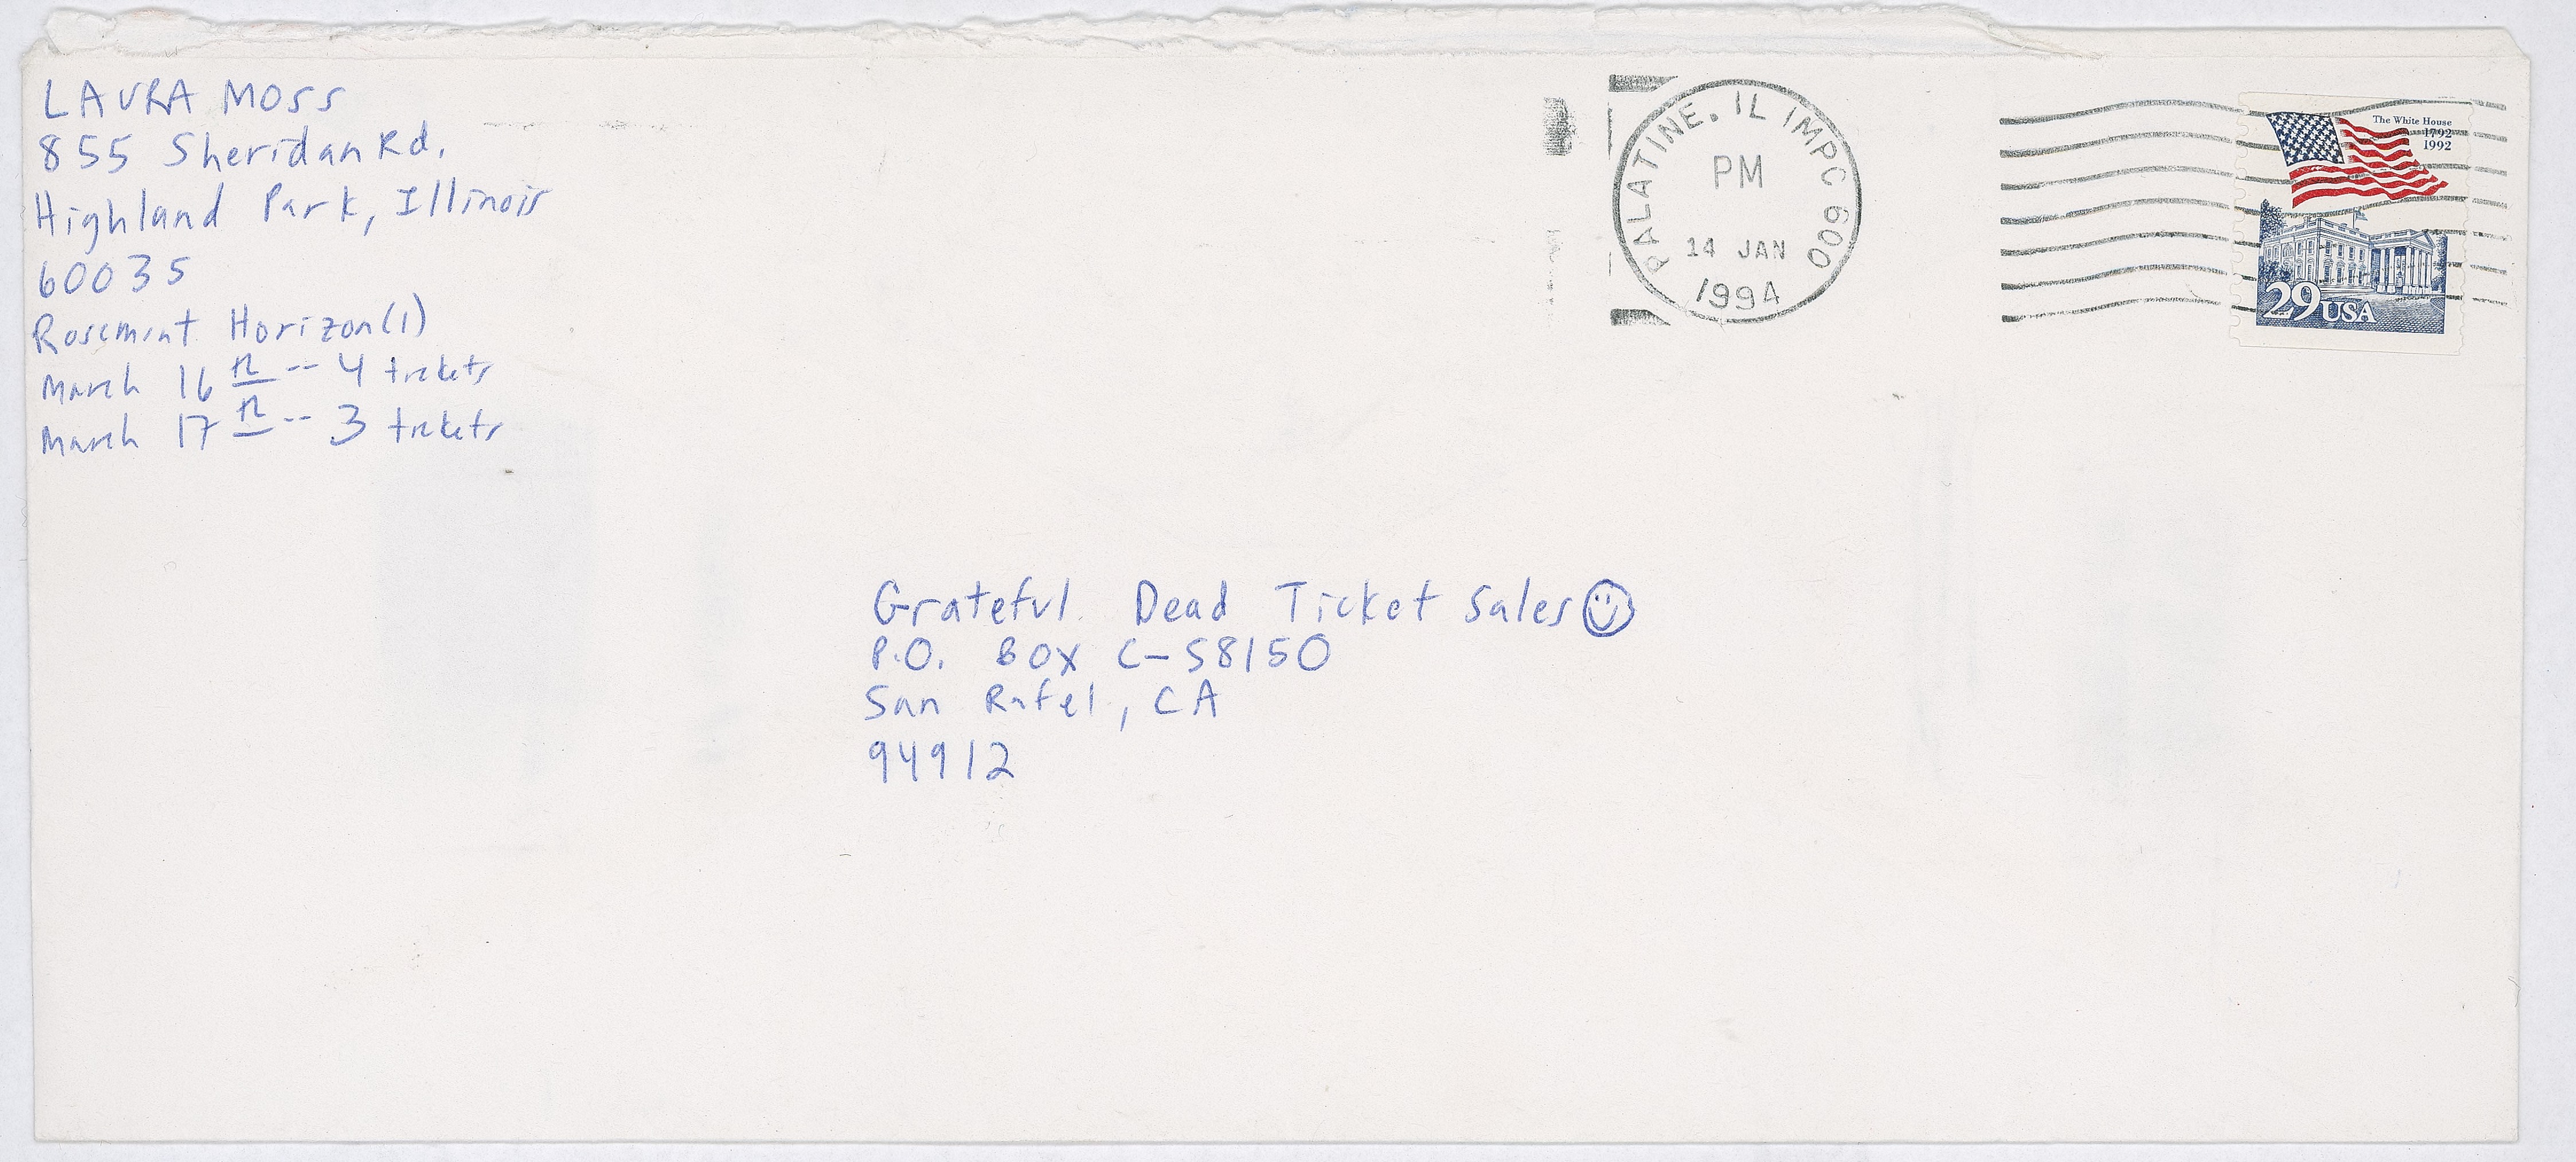 LAURA MOSS
855 Sheridan Rd.
Highland Park, Illinois
60035
Rosemont Horizon (1)
March 16th -- 4 tickets
March 17th -- 3 tickets
PALATINE, IL IMPC 600
PM
14 JAN
1994
The White House
1792
1992
29 USA
Grateful Dead Ticket Sales
P.O. Box C-S8150
San Rafel, CA
94912